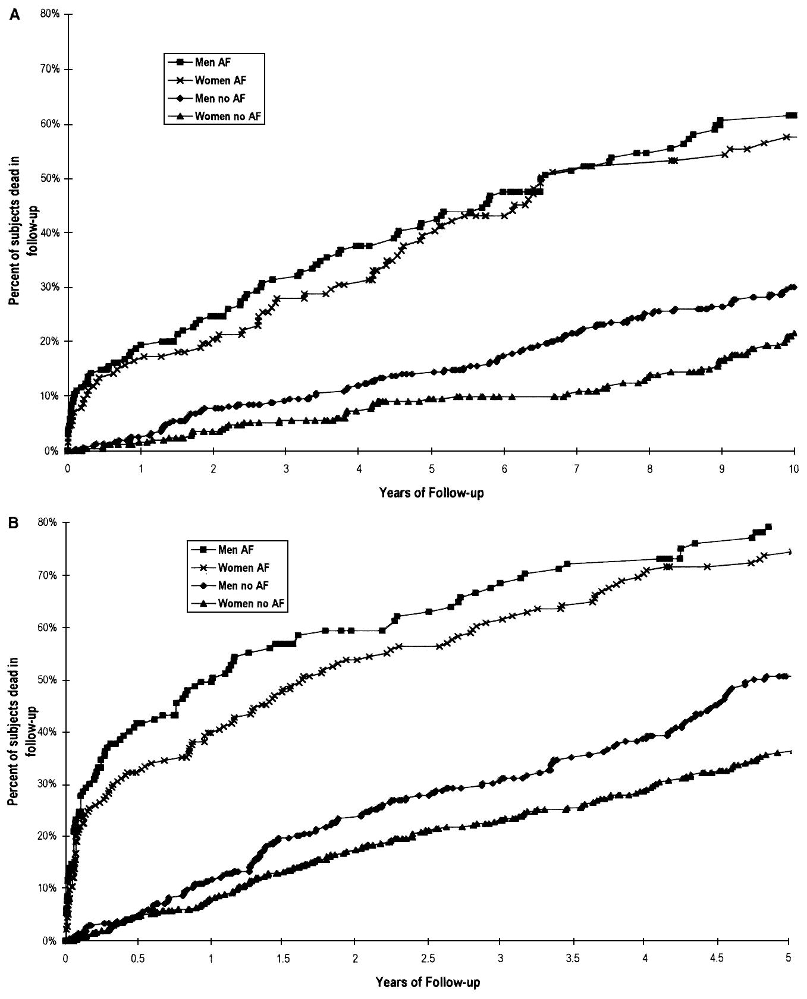 A
80%
70%
60%
50%
40%
30%
20%
10%
0%
Percent of subjects dead in
follow-up
Men AF
Women AF
Men no AF
Women no AF
0 1 2 3 4 5 6 7 8 9 10
Years of Follow-up
B
80%
70%
60%
50%
40%
30%
20%
10%
0%
Percent of subjects dead in
follow-up
Men AF
Women AF
Men no AF
Women no AF
0 0.5 1 1.5 2 2.5 3 3.5 4 4.5 5
Years of Follow-up